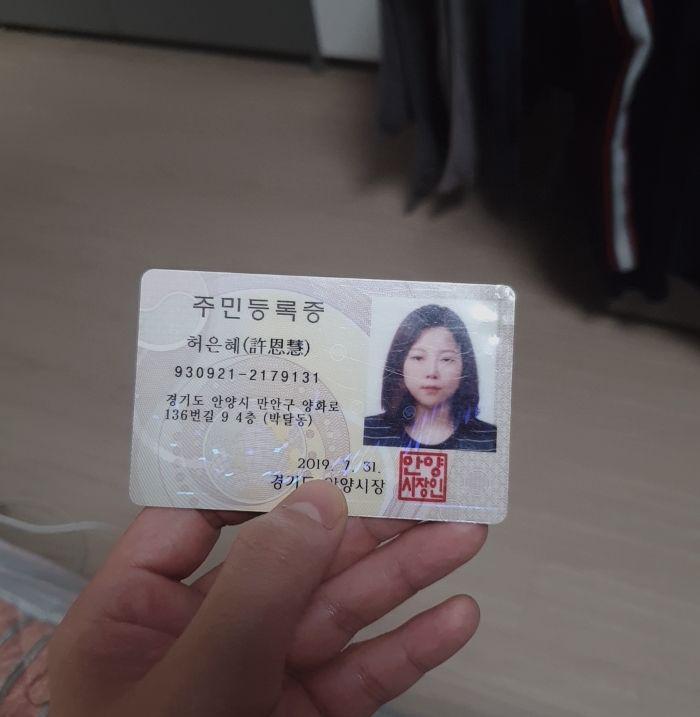 주민등록증
허은혜(許恩慧)
930921-2179131
경기도 안양시 만안구 양화로
136번길 9 4층 (박달동)
2019. 7. 31.
경기도 안양시장
안양
시장인